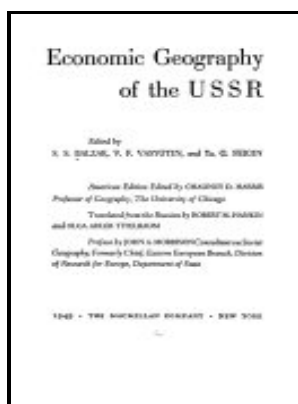 Economic Geography
of the USSR
Edited by
S. S. BALZAK, V. F. VASYUTIN, and Ya. G. FEIGIN
American Edition Edited by CHAUNCY D. HARRIS
Professor of Geography, The University of Chicago
Translated from the Russian by ROBERT M. HANKIN
and OLGA ADLER TITELBAUM
Preface by JOHN A. MORRISON, Consultant on Soviet
Geography, Formerly Chief, Eastern European Branch, Division
of Research for Europe, Department of State
1949 • THE MACMILLAN COMPANY • NEW YORK